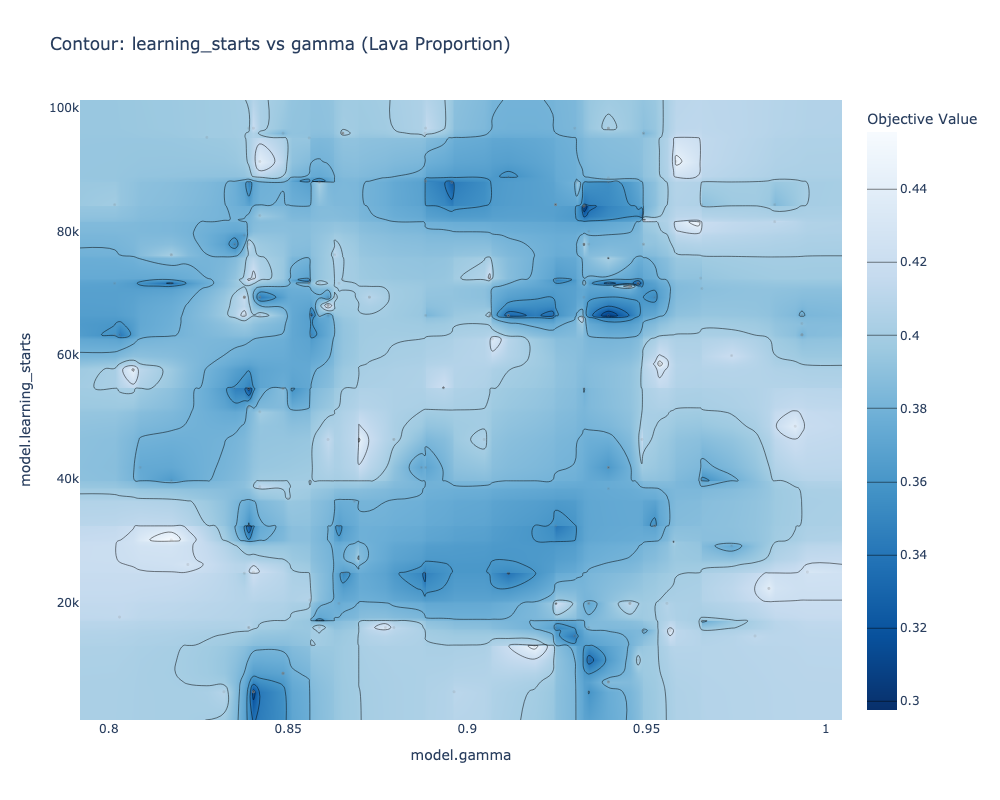 Contour: learning_starts vs gamma (Lava Proportion)
Objective Value
100k
80k
60k
40k
20k
model.learning_starts
0.8
0.85
0.9
0.95
1
model.gamma
0.44
0.42
0.4
0.38
0.36
0.34
0.32
0.3